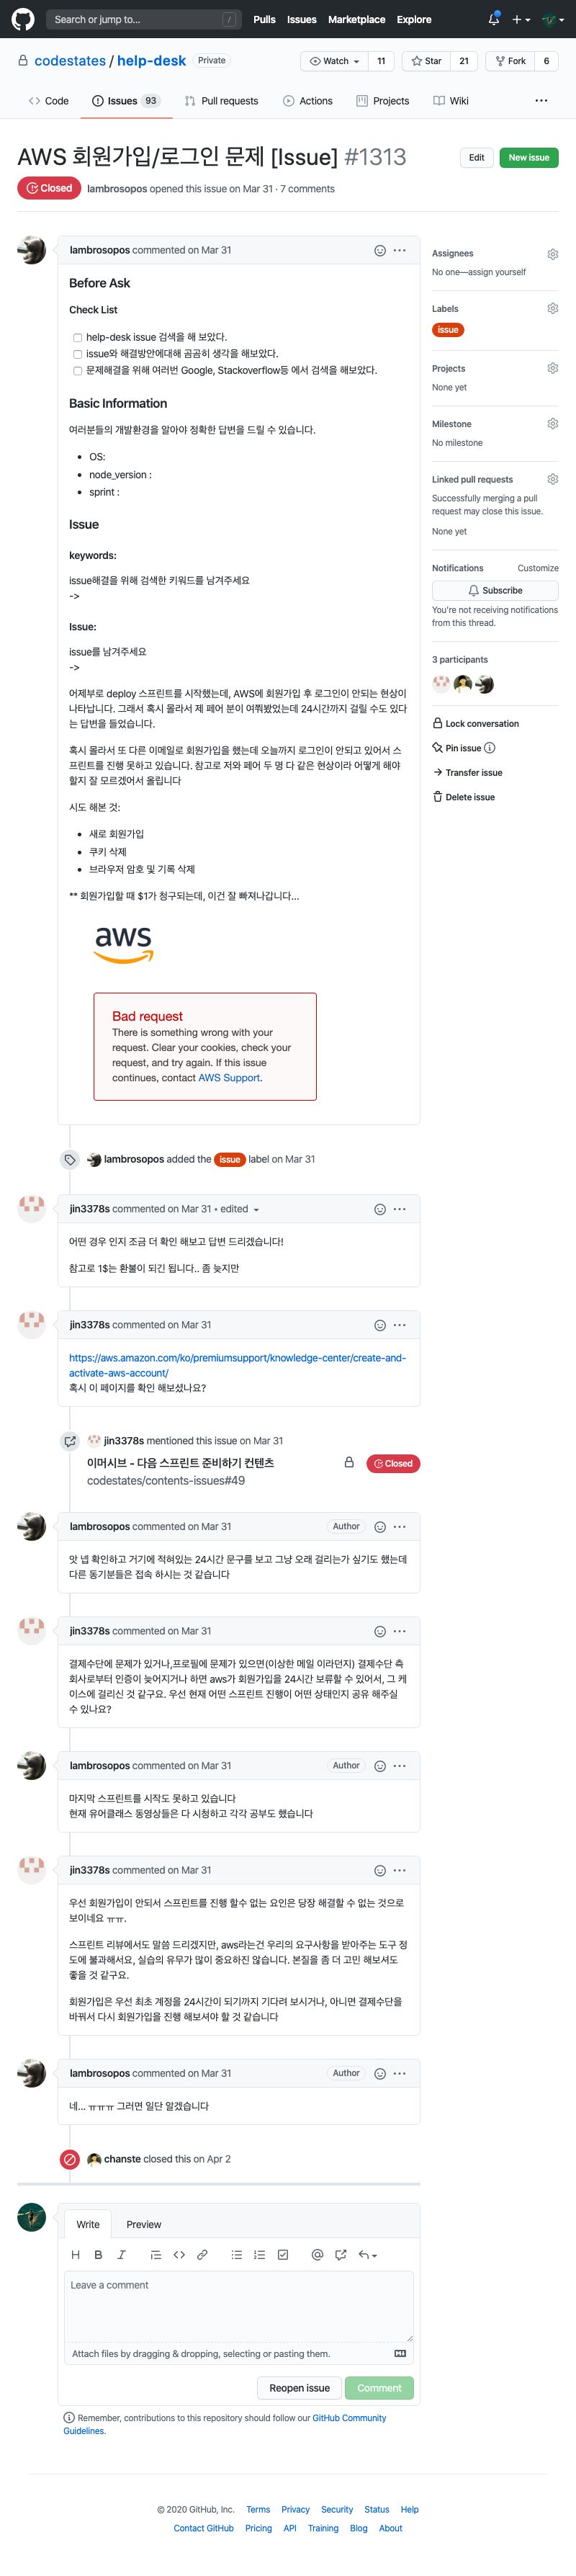 Search or jump to...
/
Pulls
Issues
Marketplace
Explore
codestates / help-desk
Private
Watch
11
Star
21
Fork
6
Code
Issues 93
Pull requests
Actions
Projects
Wiki
AWS 회원가입/로그인 문제 [Issue] #1313
Edit
New issue
Closed
lambrosopos opened this issue on Mar 31 · 7 comments
lambrosopos commented on Mar 31
Before Ask
Check List
help-desk issue 검색을 해 보았다.
issue와 해결방안에대해 곰곰히 생각을 해보았다.
문제해결을 위해 여러번 Google, Stackoverflow등 에서 검색을 해보았다.
Basic Information
여러분들의 개발환경을 알아야 정확한 답변을 드릴 수 있습니다.
• OS:
• node_version :
• sprint :
Issue
keywords:
issue해결을 위해 검색한 키워드를 남겨주세요
->
Issue:
issue를 남겨주세요
->
어제부로 deploy 스프린트를 시작했는데, AWS에 회원가입 후 로그인이 안되는 현상이
나타납니다. 그래서 혹시 몰라서 제 페어 분이 여쭤봤었는데 24시간까지 걸릴 수도 있다
는 답변을 들었습니다.
혹시 몰라서 또 다른 이메일로 회원가입을 했는데 오늘까지 로그인이 안되고 있어서 스
프린트를 진행 못하고 있습니다. 참고로 저와 페어 두 명 다 같은 현상이라 어떻게 해야
할지 잘 모르겠어서 올립니다
시도 해본 것:
• 새로 회원가입
• 쿠키 삭제
• 브라우저 암호 및 기록 삭제
** 회원가입할 때 $1가 청구되는데, 이건 잘 빠져나갑니다...
aws
Bad request
There is something wrong with your
request. Clear your cookies, check your
request, and try again. If this issue
continues, contact AWS Support.
Assignees
No one—assign yourself
Labels
issue
Projects
None yet
Milestone
No milestone
Linked pull requests
Successfully merging a pull
request may close this issue.
None yet
Notifications
Customize
Subscribe
You're not receiving notifications
from this thread.
3 participants
Lock conversation
Pin issue
Transfer issue
Delete issue
lambrosopos added the issue label on Mar 31
jin3378s commented on Mar 31 • edited
어떤 경우 인지 조금 더 확인 해보고 답변 드리겠습니다!
참고로 1$는 환불이 되긴 됩니다.. 좀 늦지만
jin3378s commented on Mar 31
https://aws.amazon.com/ko/premiumsupport/knowledge-center/create-and-
activate-aws-account/
혹시 이 페이지를 확인 해보셨나요?
jin3378s mentioned this issue on Mar 31
이머시브 - 다음 스프린트 준비하기 컨텐츠
Closed
codestates/contents-issues#49
lambrosopos commented on Mar 31
Author
앗 넵 확인하고 거기에 적혀있는 24시간 문구를 보고 그냥 오래 걸리는가 싶기도 했는데
다른 동기분들은 접속 하시는 것 같습니다
jin3378s commented on Mar 31
결제수단에 문제가 있거나,프로필에 문제가 있으면(이상한 메일 이라던지) 결제수단 측
회사로부터 인증이 늦어지거나 하면 aws가 회원가입을 24시간 보류할 수 있어서, 그 케
이스에 걸리신 것 같구요. 우선 현재 어떤 스프린트 진행이 어떤 상태인지 공유 해주실
수 있나요?
lambrosopos commented on Mar 31
Author
마지막 스프린트를 시작도 못하고 있습니다
현재 유어클래스 동영상들은 다 시청하고 각각 공부도 했습니다
jin3378s commented on Mar 31
우선 회원가입이 안되서 스프린트를 진행 할수 없는 요인은 당장 해결할 수 없는 것으로
보이네요 ㅠㅠ.
스프린트 리뷰에서도 말씀 드리겠지만, aws라는건 우리의 요구사항을 받아주는 도구 정
도에 불과해서요, 실습의 유무가 많이 중요하진 않습니다. 본질을 좀 더 고민 해보셔도
좋을 것 같구요.
회원가입은 우선 최초 계정을 24시간이 되기까지 기다려 보시거나, 아니면 결제수단을
바꿔서 다시 회원가입을 진행 해보셔야 할 것 같습니다
lambrosopos commented on Mar 31
Author
네... ㅠㅠㅠ 그러면 일단 알겠습니다
chanste closed this on Apr 2
Write
Preview
Leave a comment
Attach files by dragging & dropping, selecting or pasting them.
Reopen issue
Comment
Remember, contributions to this repository should follow our GitHub Community
Guidelines.
© 2020 GitHub, Inc.
Terms
Privacy
Security
Status
Help
Contact GitHub
Pricing
API
Training
Blog
About